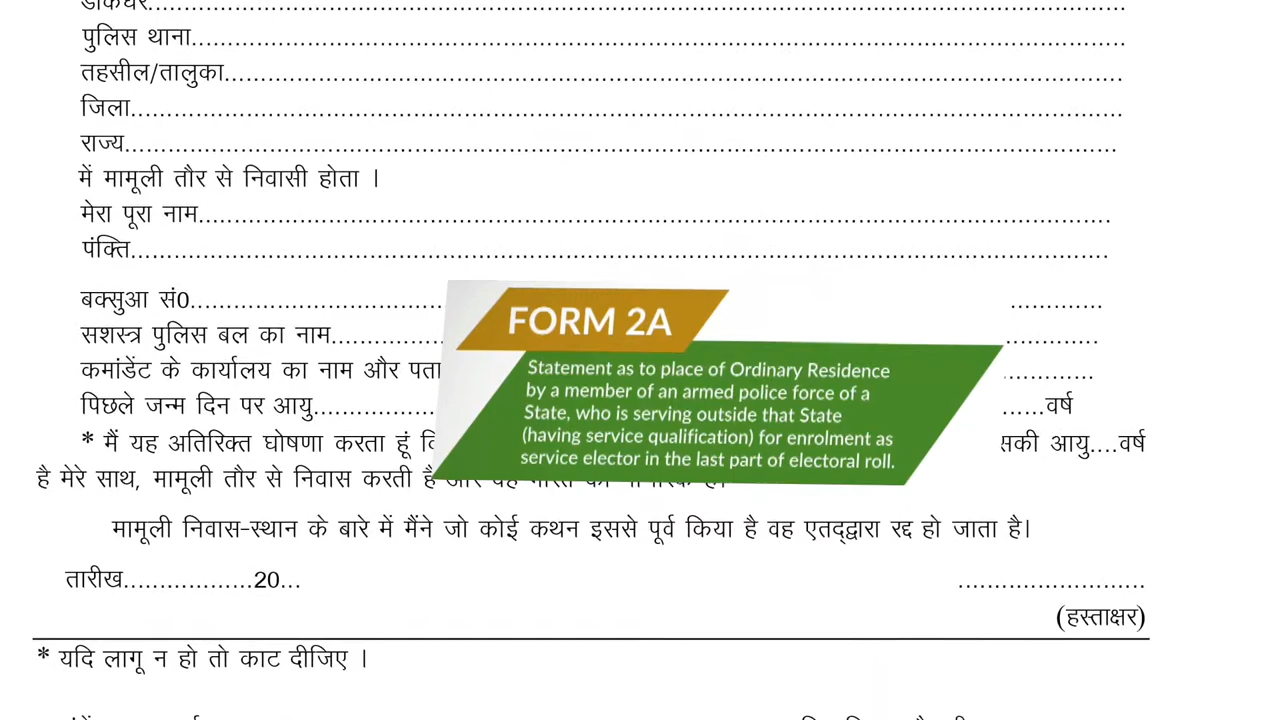 डाकघर
पुलिस थाना
तहसील/तालुका
जिला
राज्य
में मामूली तौर से निवासी होता ।
मेरा पूरा नाम
पंक्ति
बक्सुआ सं0
सशस्त्र पुलिस बल का नाम
कमांडेंट के कार्यालय का नाम और पता
पिछले जन्म दिन पर आयु......वर्ष
* मैं यह अतिरिक्त घोषणा करता हूं
आयु....वर्ष
है मेरे साथ, मामूली तौर से निवास करती है
FORM 2A
Statement as to place of Ordinary Residence
by a member of an armed police force of a
State, who is serving outside that State
(having service qualification) for enrolment as
service elector in the last part of electoral roll.
मामूली निवास-स्थान के बारे में मैंने जो कोई कथन इससे पूर्व किया है वह एतद्द्वारा रद्द हो जाता है।
तारीख..................20...
(हस्ताक्षर)
* यदि लागू न हो तो काट दीजिए ।